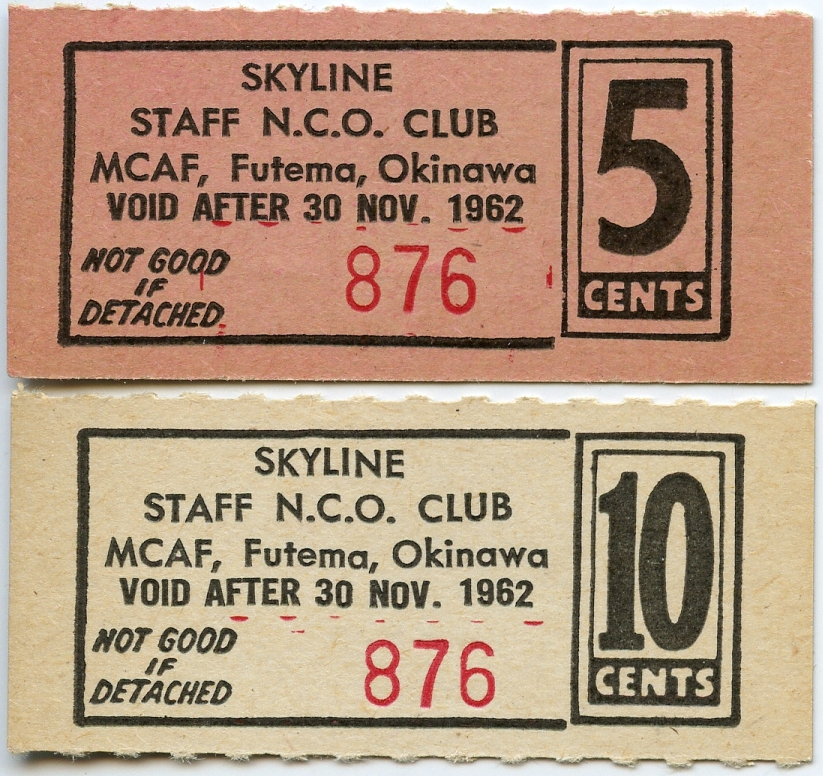 SKYLINE
STAFF N.C.O. CLUB
MCAF, Futema, Okinawa
VOID AFTER 30 NOV. 1962
NOT GOOD
IF
DETACHED
876
5
CENTS
SKYLINE
STAFF N.C.O. CLUB
MCAF, Futema, Okinawa
VOID AFTER 30 NOV. 1962
NOT GOOD
IF
DETACHED
876
10
CENTS